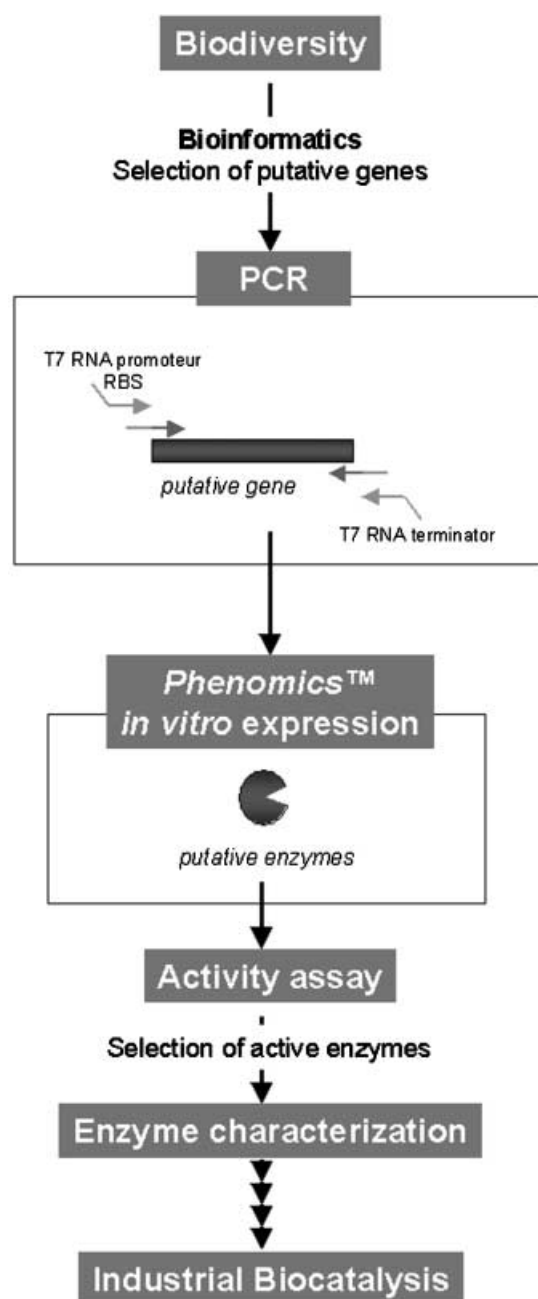 Biodiversity
Bioinformatics
Selection of putative genes
PCR
T7 RNA promoteur
RBS
putative gene
T7 RNA terminator
Phenomics™
in vitro expression
putative enzymes
Activity assay
Selection of active enzymes
Enzyme characterization
Industrial Biocatalysis